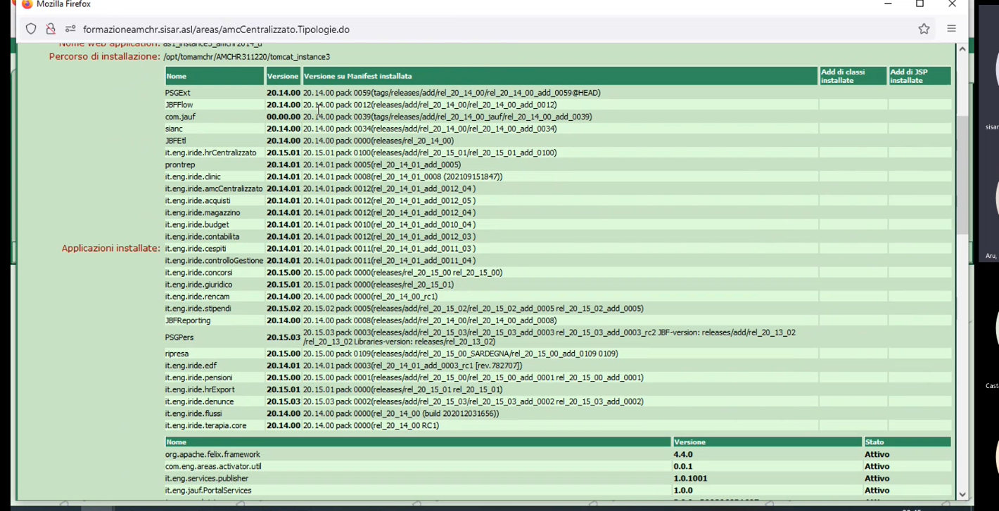 Mozilla Firefox
formazioneamchr.sisar.asl/areas/amcCentralizzato.Tipologie.do
Nome web application: as1_instance3_amchr2014_u
Percorso di installazione: /opt/tomamchr/AMCHR311220/tomcat_instance3
Nome Versione Versione su Manifest installata Add di classi installate Add di JSP installate
PSGExt 20.14.00 20.14.00 pack 0059(tags/releases/add/rel_20_14_00/rel_20_14_00_add_0059@HEAD)
JBFFlow 20.14.00 20.14.00 pack 0012(releases/add/rel_20_14_00/rel_20_14_00_add_0012)
com.jauf 00.00.00 20.14.00 pack 0039(tags/releases/add/rel_20_14_00_jauf/rel_20_14_00_add_0039)
sianc 20.14.00 20.14.00 pack 0034(releases/add/rel_20_14_00/rel_20_14_00_add_0034)
JBFEtl 20.14.00 20.14.00 pack 0000(releases/rel_20_14_00)
it.eng.iride.hrCentralizzato 20.15.01 20.15.01 pack 0100(releases/add/rel_20_15_01/rel_20_15_01_add_0100)
prontrep 20.14.01 20.14.01 pack 0005(rel_20_14_01_add_0005)
it.eng.iride.clinic 20.14.01 20.14.01 pack 0008(rel_20_14_01_0008 (202109151847))
it.eng.iride.amcCentralizzato 20.14.01 20.14.01 pack 0012(rel_20_14_01_add_0012_04 )
it.eng.iride.acquisti 20.14.01 20.14.01 pack 0012(rel_20_14_01_add_0012_05 )
it.eng.iride.magazzino 20.14.01 20.14.01 pack 0012(rel_20_14_01_add_0012_04 )
it.eng.iride.budget 20.14.01 20.14.01 pack 0010(rel_20_14_01_add_0010_04 )
it.eng.iride.contabilita 20.14.01 20.14.01 pack 0012(rel_20_14_01_add_0012_03 )
Applicazioni installate: it.eng.iride.cespiti 20.14.01 20.14.01 pack 0011(rel_20_14_01_add_0011_03 )
it.eng.iride.controlloGestione 20.14.01 20.14.01 pack 0011(rel_20_14_01_add_0011_04 )
it.eng.iride.concorsi 20.15.00 20.15.00 pack 0000(releases/rel_20_15_00 rel_20_15_00)
it.eng.iride.giuridico 20.15.01 20.15.01 pack 0000(releases/rel_20_15_01)
it.eng.iride.rencam 20.14.00 20.14.00 pack 0000(rel_20_14_00_rc1)
it.eng.iride.stipendi 20.15.02 20.15.02 pack 0005(releases/add/rel_20_15_02/rel_20_15_02_add_0005 rel_20_15_02_add_0005)
JBFReporting 20.14.00 20.14.00 pack 0008(releases/add/rel_20_14_00/rel_20_14_00_add_0008)
PSGPers 20.15.03 20.15.03 pack 0003(releases/add/rel_20_15_03/rel_20_15_03_add_0003 rel_20_15_03_add_0003_rc2 JBF-version: releases/add/rel_20_13_02
/rel_20_13_02 Libraries-version: releases/rel_20_13_02)
ripresa 20.15.00 20.15.00 pack 0109(releases/add/rel_20_15_00_SARDEGNA/rel_20_15_00_add_0109 0109)
it.eng.iride.edf 20.14.01 20.14.01 pack 0003(rel_20_14_01_add_0003_rc1 [rev.782707])
it.eng.iride.pensioni 20.15.00 20.15.00 pack 0001(releases/add/rel_20_15_00/rel_20_15_00_add_0001 rel_20_15_00_add_0001)
it.eng.iride.hrExport 20.15.01 20.15.01 pack 0000(releases/rel_20_15_01 rel_20_15_01)
it.eng.iride.denunce 20.15.03 20.15.03 pack 0002(releases/add/rel_20_15_03/rel_20_15_03_add_0002 rel_20_15_03_add_0002)
it.eng.iride.flussi 20.14.00 20.14.00 pack 0000(rel_20_14_00 (build 202012031656))
it.eng.iride.terapia.core 20.14.00 20.14.00 pack 0000(rel_20_14_00 RC1)
Nome Versione Stato
org.apache.felix.framework 4.4.0 Attivo
com.eng.areas.activator.util 0.0.1 Attivo
it.eng.services.publisher 1.0.1001 Attivo
it.eng.jauf.PortalServices 1.0.0 Attivo
sisar
Aru,
Cast